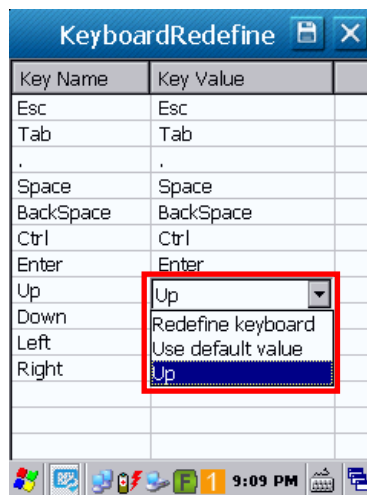 KeyboardRedefine
Key Name Key Value
Esc Esc
Tab Tab
. .
Space Space
BackSpace BackSpace
Ctrl Ctrl
Enter Enter
Up Up
Down Redefine keyboard
Left Use default value
Right Up
F 1 9:09 PM